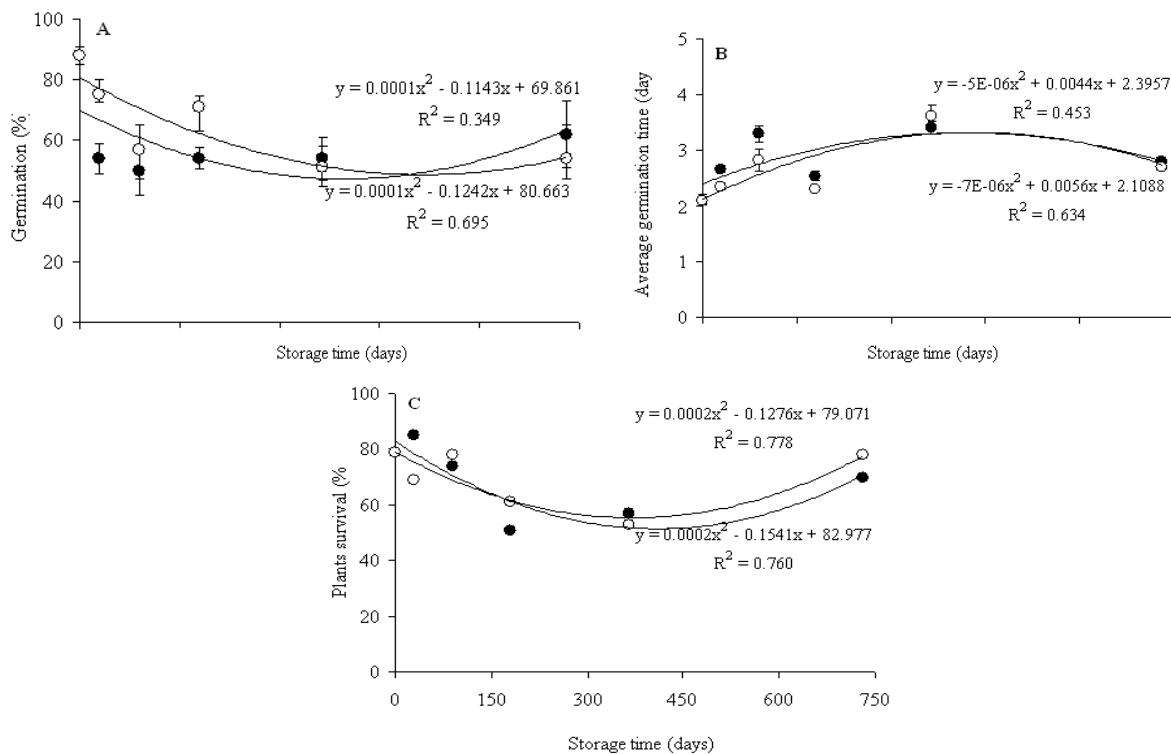 A
100
80
60
40
20
0
Germination (%
y = 0.0001x² - 0.1143x + 69.861
R² = 0.349
y = 0.0001x² - 0.1242x + 80.663
R² = 0.695
Storage time (days)
B
5
4
3
2
1
0
Average germination time (day
y = -5E-06x² + 0.0044x + 2.3957
R² = 0.453
y = -7E-06x² + 0.0056x + 2.1088
R² = 0.634
Storage time (days)
C
100
80
60
40
20
0
Plants survival (%
y = 0.0002x² - 0.1276x + 79.071
R² = 0.778
y = 0.0002x² - 0.1541x + 82.977
R² = 0.760
0 150 300 450 600 750
Storage time (days)